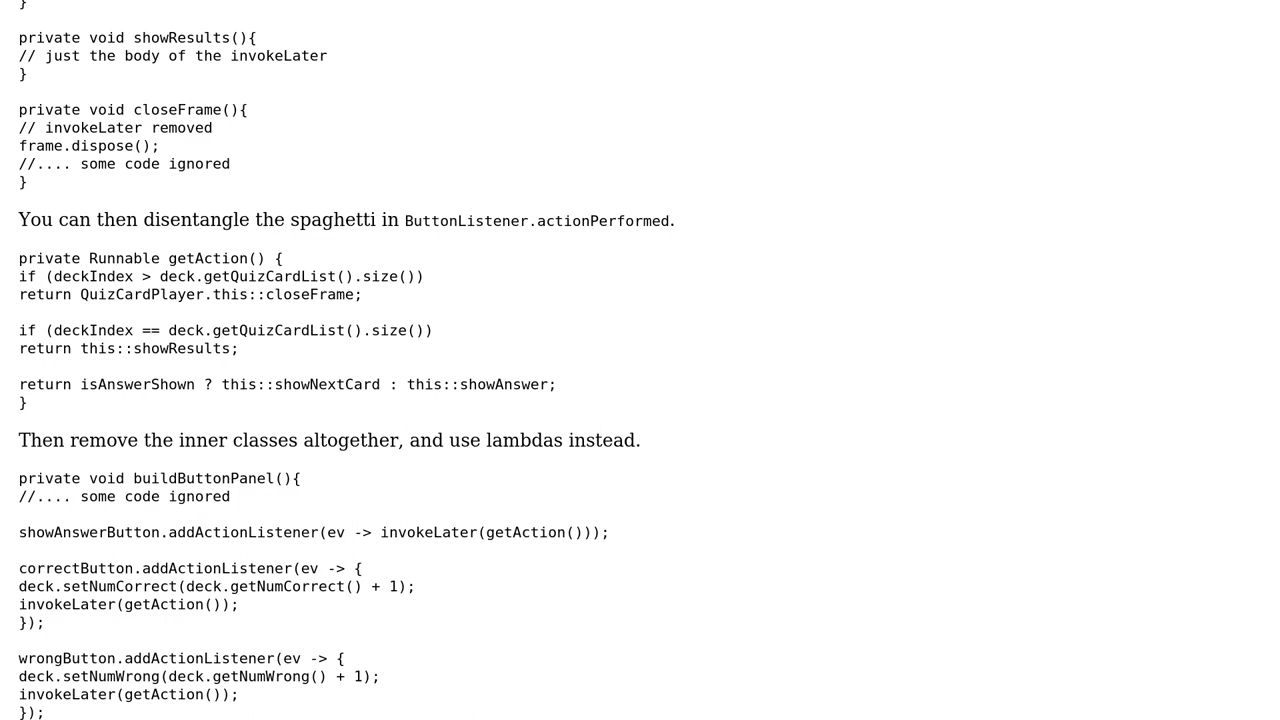 }
private void showResults(){
// just the body of the invokeLater
}
private void closeFrame(){
// invokeLater removed
frame.dispose();
//.... some code ignored
}
You can then disentangle the spaghetti in ButtonListener.actionPerformed.
private Runnable getAction() {
if (deckIndex > deck.getQuizCardList().size())
return QuizCardPlayer.this::closeFrame;
if (deckIndex == deck.getQuizCardList().size())
return this::showResults;
return isAnswerShown ? this::showNextCard : this::showAnswer;
}
Then remove the inner classes altogether, and use lambdas instead.
private void buildButtonPanel(){
//.... some code ignored
showAnswerButton.addActionListener(ev -> invokeLater(getAction()));
correctButton.addActionListener(ev -> {
deck.setNumCorrect(deck.getNumCorrect() + 1);
invokeLater(getAction());
});
wrongButton.addActionListener(ev -> {
deck.setNumWrong(deck.getNumWrong() + 1);
invokeLater(getAction());
});